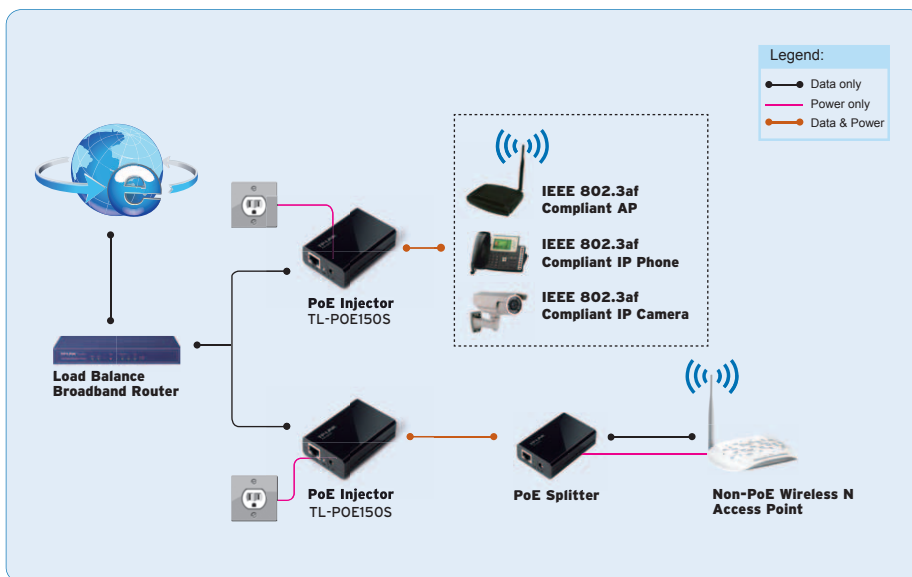 Legend:
Data only
Power only
Data & Power
IEEE 802.3af
Compliant AP
IEEE 802.3af
Compliant IP Phone
IEEE 802.3af
Compliant IP Camera
PoE Injector
TL-POE150S
Load Balance
Broadband Router
PoE Injector
TL-POE150S
PoE Splitter
Non-PoE Wireless N
Access Point